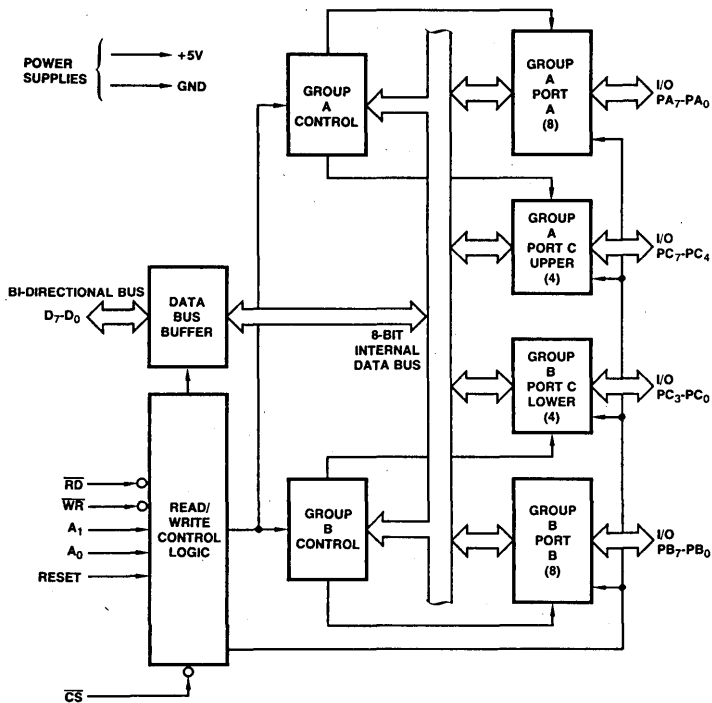 POWER
SUPPLIES
+5V
GND
GROUP
A
CONTROL
GROUP
A
PORT
A
(8)
I/O
PA7-PA0
GROUP
A
PORT C
UPPER
(4)
I/O
PC7-PC4
BI-DIRECTIONAL BUS
D7-D0
DATA
BUS
BUFFER
8-BIT
INTERNAL
DATA BUS
GROUP
B
PORT C
LOWER
(4)
I/O
PC3-PC0
RD
WR
A1
A0
RESET
READ/
WRITE
CONTROL
LOGIC
GROUP
B
CONTROL
GROUP
B
PORT
B
(8)
I/O
PB7-PB0
CS